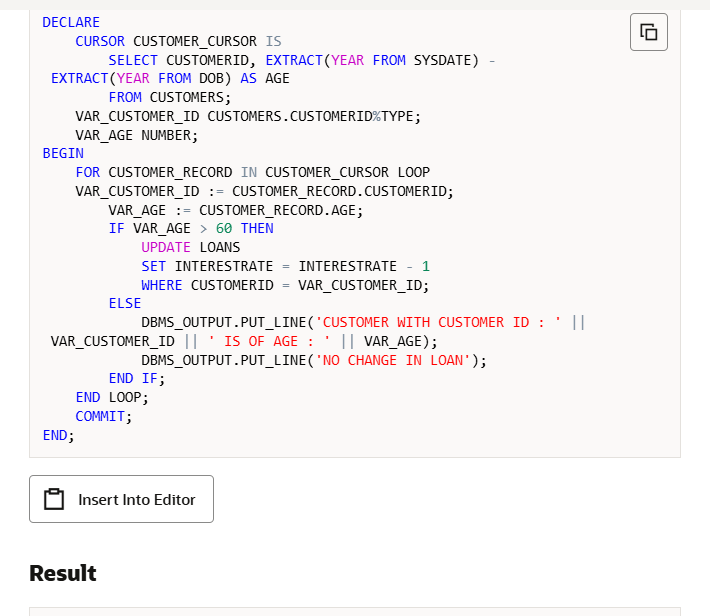 DECLARE
CURSOR CUSTOMER_CURSOR IS
SELECT CUSTOMERID, EXTRACT(YEAR FROM SYSDATE) -
EXTRACT(YEAR FROM DOB) AS AGE
FROM CUSTOMERS;
VAR_CUSTOMER_ID CUSTOMERS.CUSTOMERID%TYPE;
VAR_AGE NUMBER;
BEGIN
FOR CUSTOMER_RECORD IN CUSTOMER_CURSOR LOOP
VAR_CUSTOMER_ID := CUSTOMER_RECORD.CUSTOMERID;
VAR_AGE := CUSTOMER_RECORD.AGE;
IF VAR_AGE > 60 THEN
UPDATE LOANS
SET INTERESTRATE = INTERESTRATE - 1
WHERE CUSTOMERID = VAR_CUSTOMER_ID;
ELSE
DBMS_OUTPUT.PUT_LINE('CUSTOMER WITH CUSTOMER ID : ' ||
VAR_CUSTOMER_ID || ' IS OF AGE : ' || VAR_AGE);
DBMS_OUTPUT.PUT_LINE('NO CHANGE IN LOAN');
END IF;
END LOOP;
COMMIT;
END;
Insert Into Editor
Result